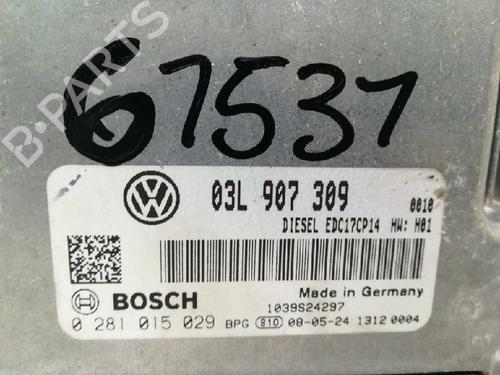 B-PARTS
67531
03L 907 309 0010
DIESEL EDC17CP14 HW: H01
Made in Germany
BOSCH 1039S24297
0 281 015 029 BPG 810 08-05-24 1312 0004